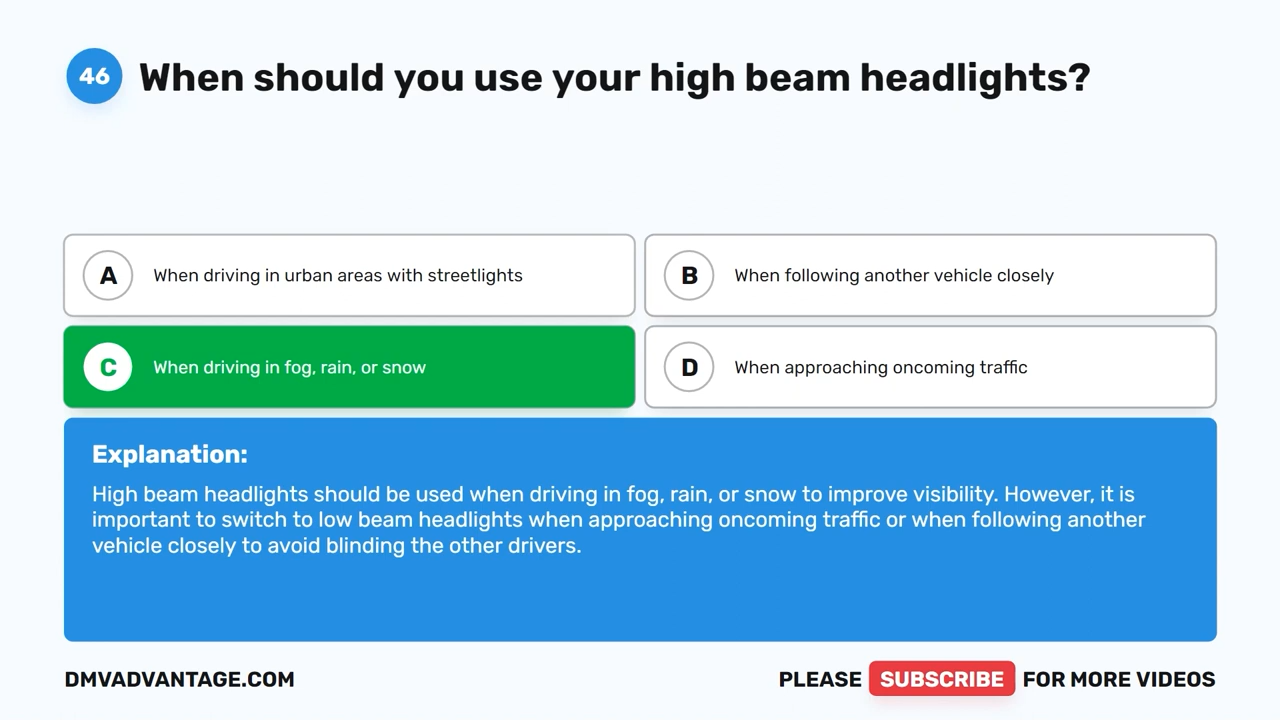 46 When should you use your high beam headlights?
A When driving in urban areas with streetlights
B When following another vehicle closely
C When driving in fog, rain, or snow
D When approaching oncoming traffic
Explanation:
High beam headlights should be used when driving in fog, rain, or snow to improve visibility. However, it is
important to switch to low beam headlights when approaching oncoming traffic or when following another
vehicle closely to avoid blinding the other drivers.
DMVADVANTAGE.COM
PLEASE SUBSCRIBE FOR MORE VIDEOS